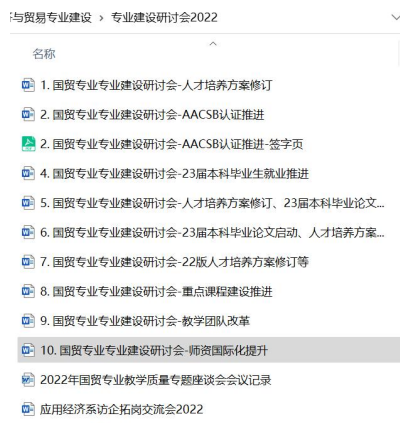 与贸易专业建设 > 专业建设研讨会2022
名称
1. 国贸专业专业建设研讨会-人才培养方案修订
2. 国贸专业专业建设研讨会-AACSB认证推进
2. 国贸专业专业建设研讨会-AACSB认证推进-签字页
4. 国贸专业专业建设研讨会-23届本科毕业生就业推进
5. 国贸专业专业建设研讨会-人才培养方案修订、23届本科毕业论文...
6. 国贸专业专业建设研讨会-23届本科毕业论文启动、人才培养方案...
7. 国贸专业专业建设研讨会-22版人才培养方案修订等
8. 国贸专业专业建设研讨会-重点课程建设推进
9. 国贸专业专业建设研讨会-教学团队改革
10. 国贸专业专业建设研讨会-师资国际化提升
2022年国贸专业教学质量专题座谈会会议记录
应用经济系访企拓岗交流会2022